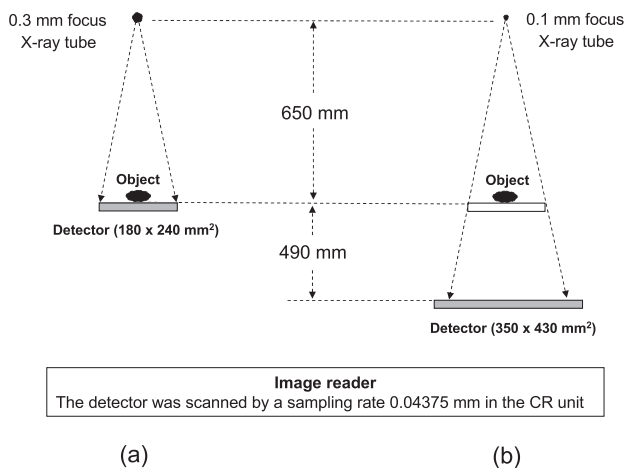 0.3 mm focus
X-ray tube
0.1 mm focus
X-ray tube
650 mm
Object
Object
Detector (180 x 240 mm²)
490 mm
Detector (350 x 430 mm²)
Image reader
The detector was scanned by a sampling rate 0.04375 mm in the CR unit
(a)
(b)